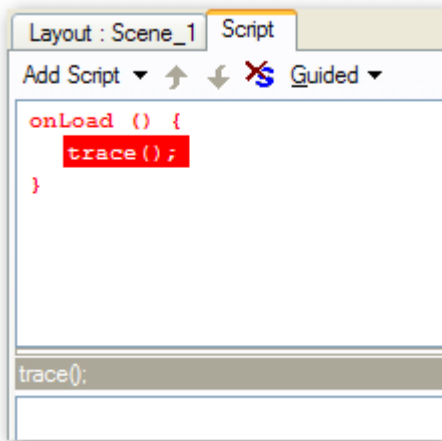 Layout : Scene_1 Script
Add Script Guided
onLoad () {
trace();
}
trace();